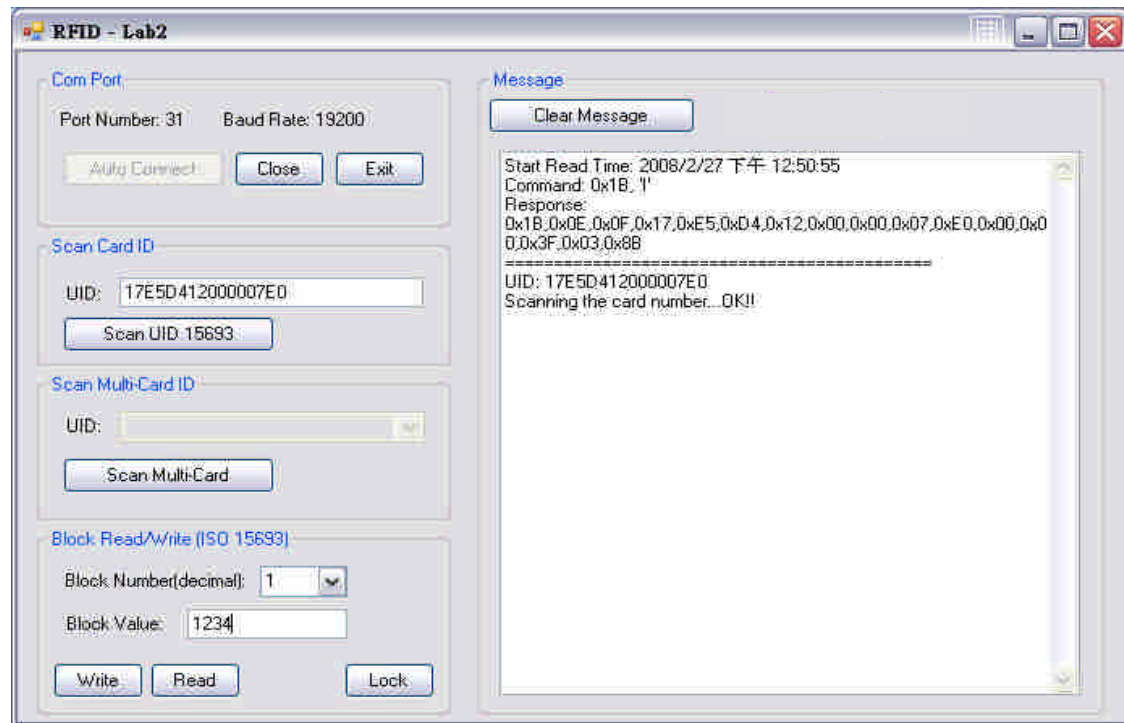 RFID - Lab2
Com Port
Port Number: 31 Baud Rate: 19200
Auto Connect Close Exit
Scan Card ID
UID: 17E5D412000007E0
Scan UID 15693
Scan Multi-Card ID
UID:
Scan Multi-Card
Block Read/Write (ISO 15693)
Block Number(decimal): 1
Block Value: 1234
Write Read Lock
Message
Clear Message
Start Read Time: 2008/2/27 下午 12:50:55
Command: 0x1B, 'I'
Response:
0x1B,0x0E,0x0F,0x17,0xE5,0xD4,0x12,0x00,0x00,0x07,0xE0,0x00,0x0
0,0x3F,0x03,0x8B
============================================
UID: 17E5D412000007E0
Scanning the card number...OK!!